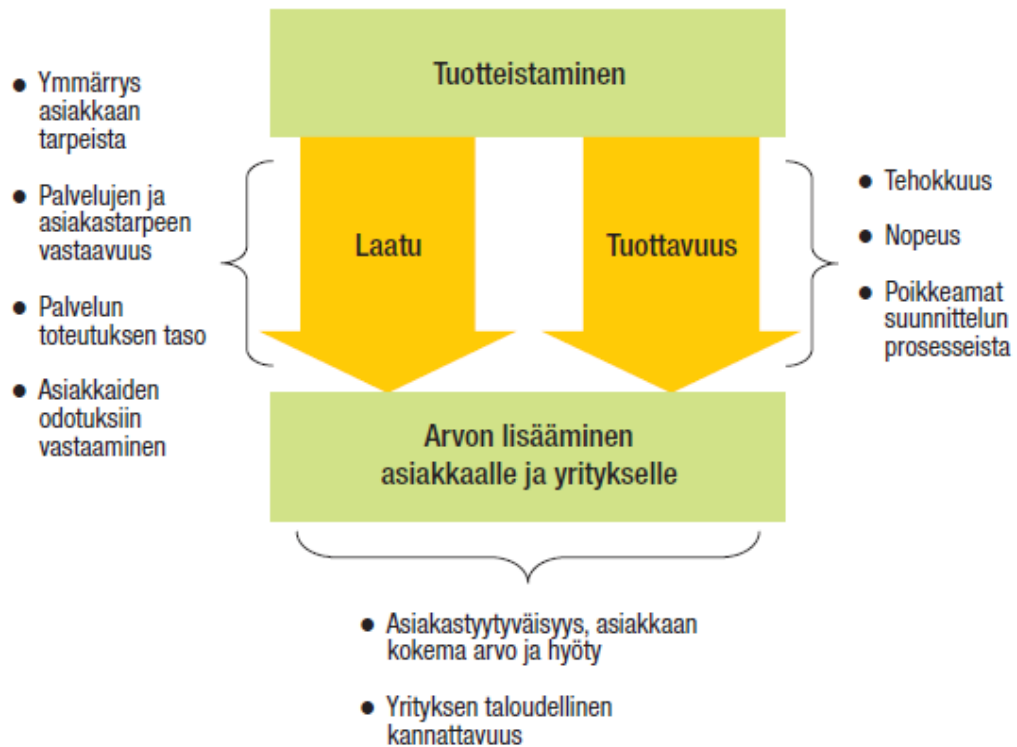 Tuotteistaminen
● Ymmärrys
asiakkaan
tarpeista
● Palvelujen ja
asiakastarpeen
vastaavuus
● Palvelun
toteutuksen taso
● Asiakkaiden
odotuksiin
vastaaminen
Laatu
Tuottavuus
● Tehokkuus
● Nopeus
● Poikkeamat
suunnittelun
prosesseista
Arvon lisääminen
asiakkaalle ja yritykselle
● Asiakastyytyväisyys, asiakkaan
kokema arvo ja hyöty
● Yrityksen taloudellinen
kannattavuus